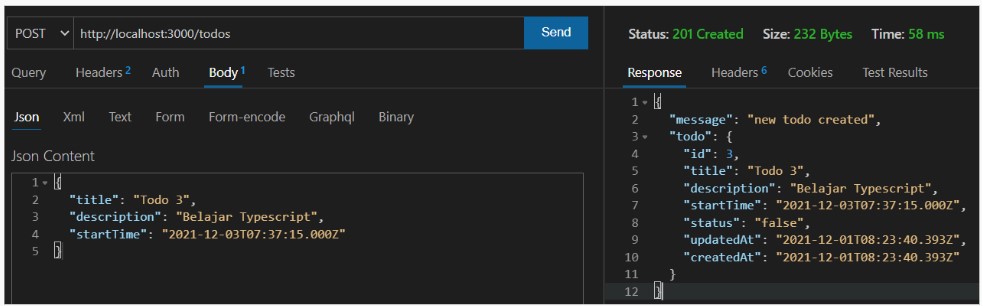 POST http://localhost:3000/todos Send
Query Headers 2 Auth Body 1 Tests
Json Xml Text Form Form-encode Graphql Binary
Json Content
1 {
2 "title": "Todo 3",
3 "description": "Belajar Typescript",
4 "startTime": "2021-12-03T07:37:15.000Z"
5 }
Status: 201 Created Size: 232 Bytes Time: 58 ms
Response Headers 6 Cookies Test Results
1 {
2 "message": "new todo created",
3 "todo": {
4 "id": 3,
5 "title": "Todo 3",
6 "description": "Belajar Typescript",
7 "startTime": "2021-12-03T07:37:15.000Z",
8 "status": "false",
9 "updatedAt": "2021-12-01T08:23:40.393Z",
10 "createdAt": "2021-12-01T08:23:40.393Z"
11 }
12 }